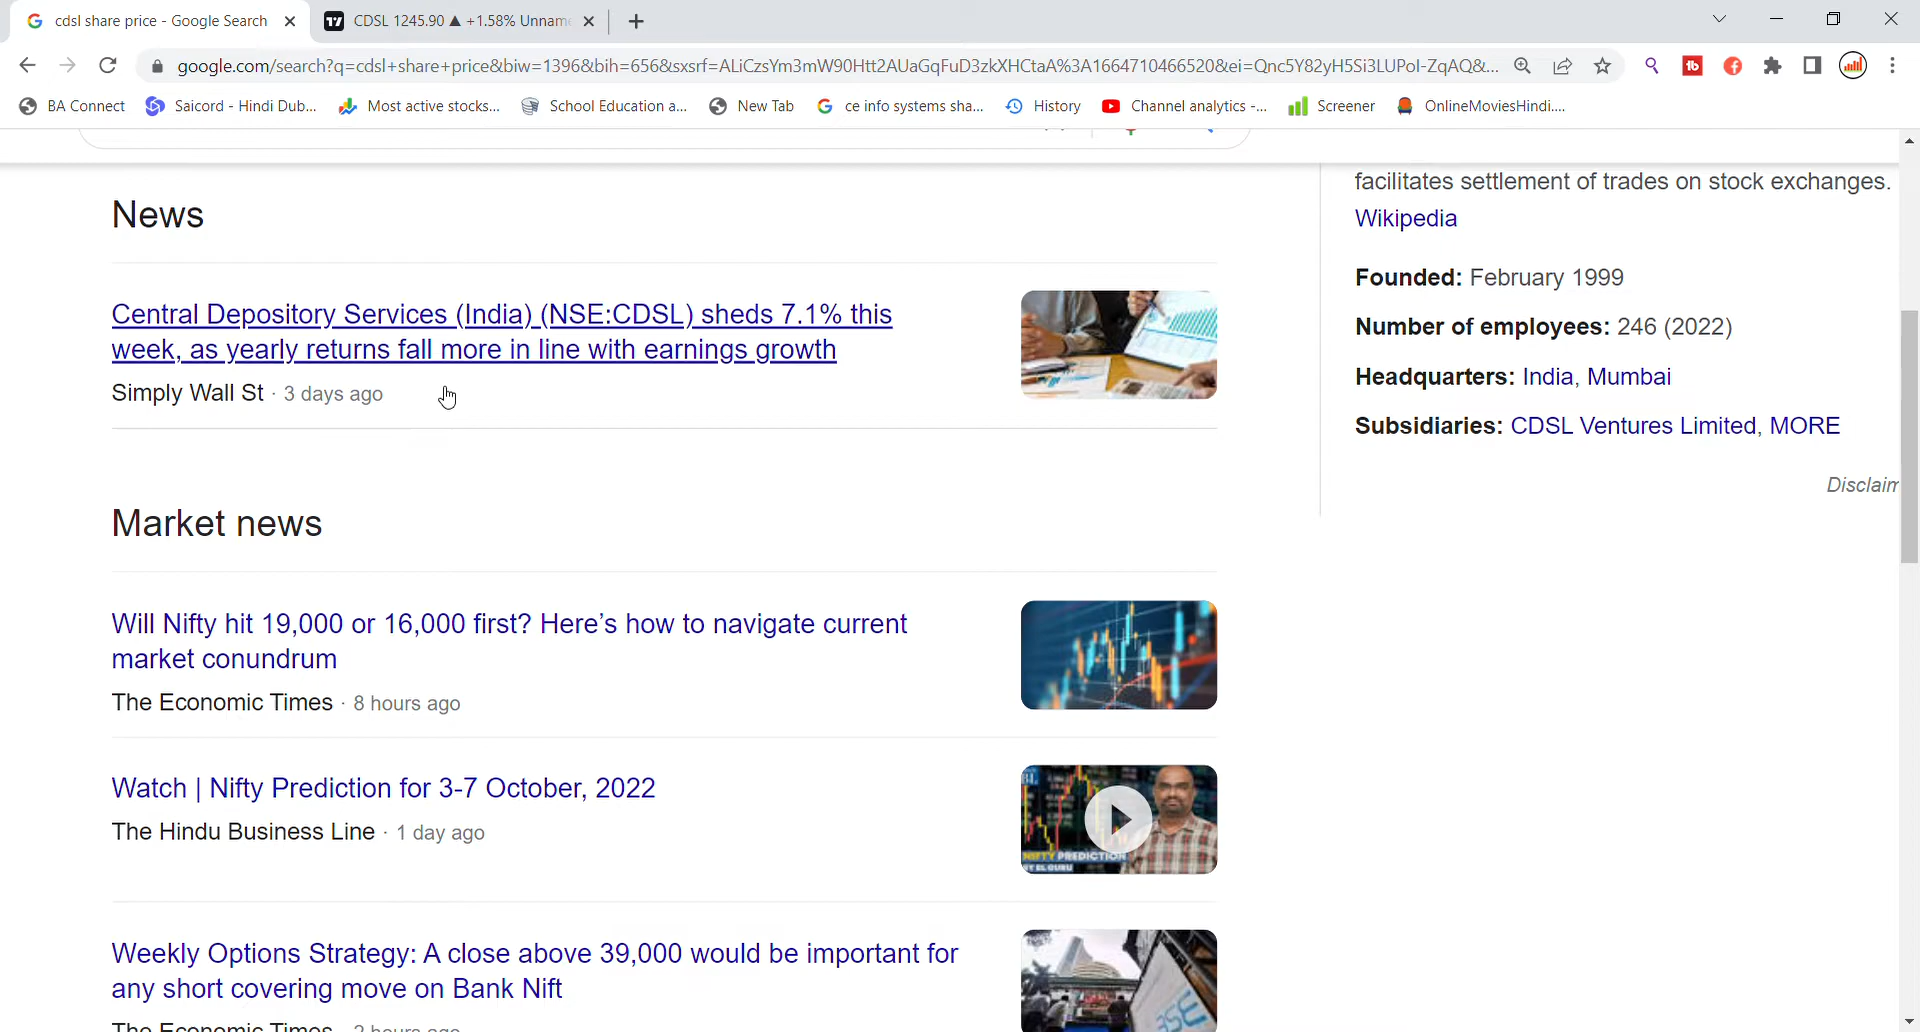 cdsl share price - Google Search
CDSL 1245.90 ▲ +1.58% Unnam
google.com/search?q=cdsl+share+price&biw=1396&bih=656&sxsrf=ALiCzsYm3mW90Htt2AUaGqFuD3zkXHCtaA%3A1664710466520&ei=Qnc5Y82yH5Si3LUPoI-ZqAQ&...
BA Connect
Saicord - Hindi Dub...
Most active stocks...
School Education a...
New Tab
ce info systems sha...
History
Channel analytics -...
Screener
OnlineMoviesHindi....
News
Central Depository Services (India) (NSE:CDSL) sheds 7.1% this
week, as yearly returns fall more in line with earnings growth
Simply Wall St · 3 days ago
Market news
Will Nifty hit 19,000 or 16,000 first? Here’s how to navigate current
market conundrum
The Economic Times · 8 hours ago
Watch | Nifty Prediction for 3-7 October, 2022
The Hindu Business Line · 1 day ago
NIFTY PREDICTION
Weekly Options Strategy: A close above 39,000 would be important for
any short covering move on Bank Nift
The Economic Times 2 hours ago
BSE
facilitates settlement of trades on stock exchanges.
Wikipedia
Founded: February 1999
Number of employees: 246 (2022)
Headquarters: India, Mumbai
Subsidiaries: CDSL Ventures Limited, MORE
Disclaim